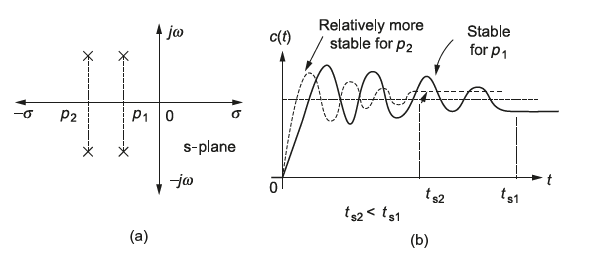 jω
−σ p₂ p₁ 0 σ
s-plane
−jω
(a)
c(t)
Relatively more
stable for p₂
Stable
for p₁
0
t
tₛ₂ tₛ₁
tₛ₂ < tₛ₁
(b)